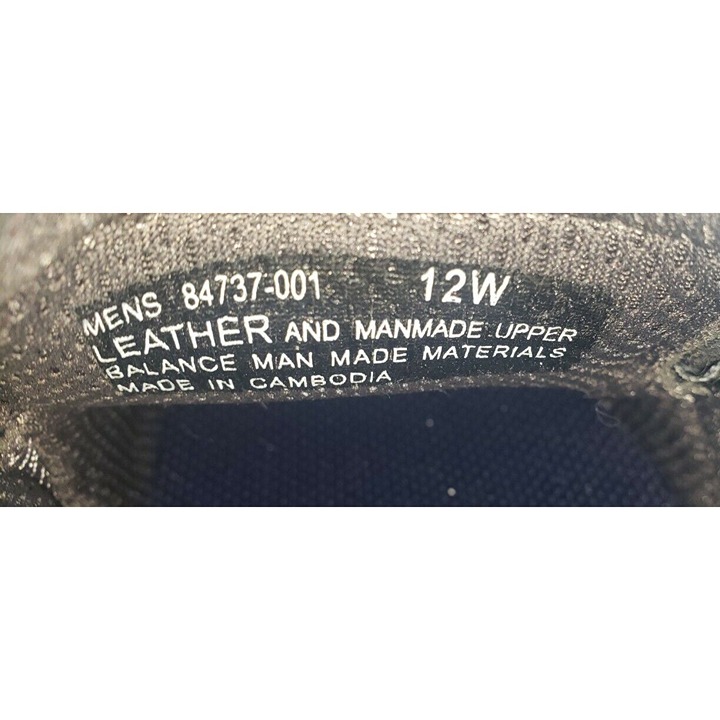 MENS 84737-001 12W
LEATHER AND MANMADE UPPER
BALANCE MAN MADE MATERIALS
MADE IN CAMBODIA